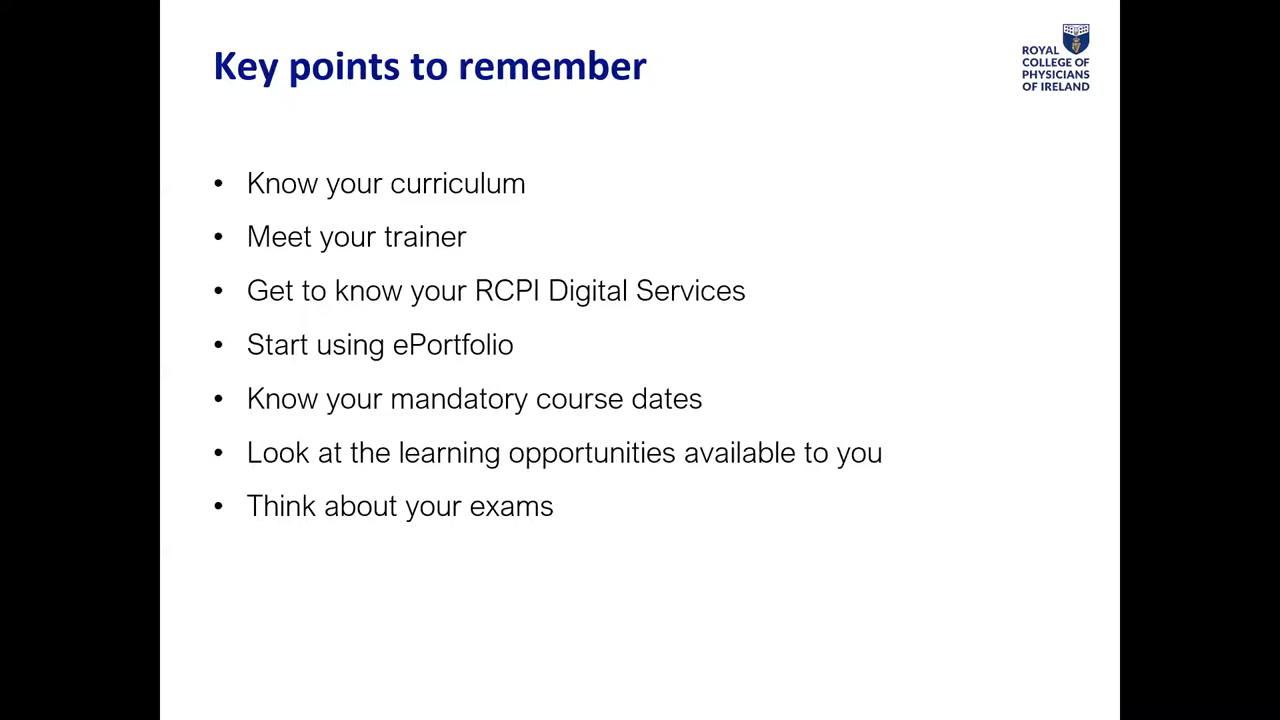 Key points to remember
ROYAL
COLLEGE OF
PHYSICIANS
OF IRELAND
• Know your curriculum
• Meet your trainer
• Get to know your RCPI Digital Services
• Start using ePortfolio
• Know your mandatory course dates
• Look at the learning opportunities available to you
• Think about your exams